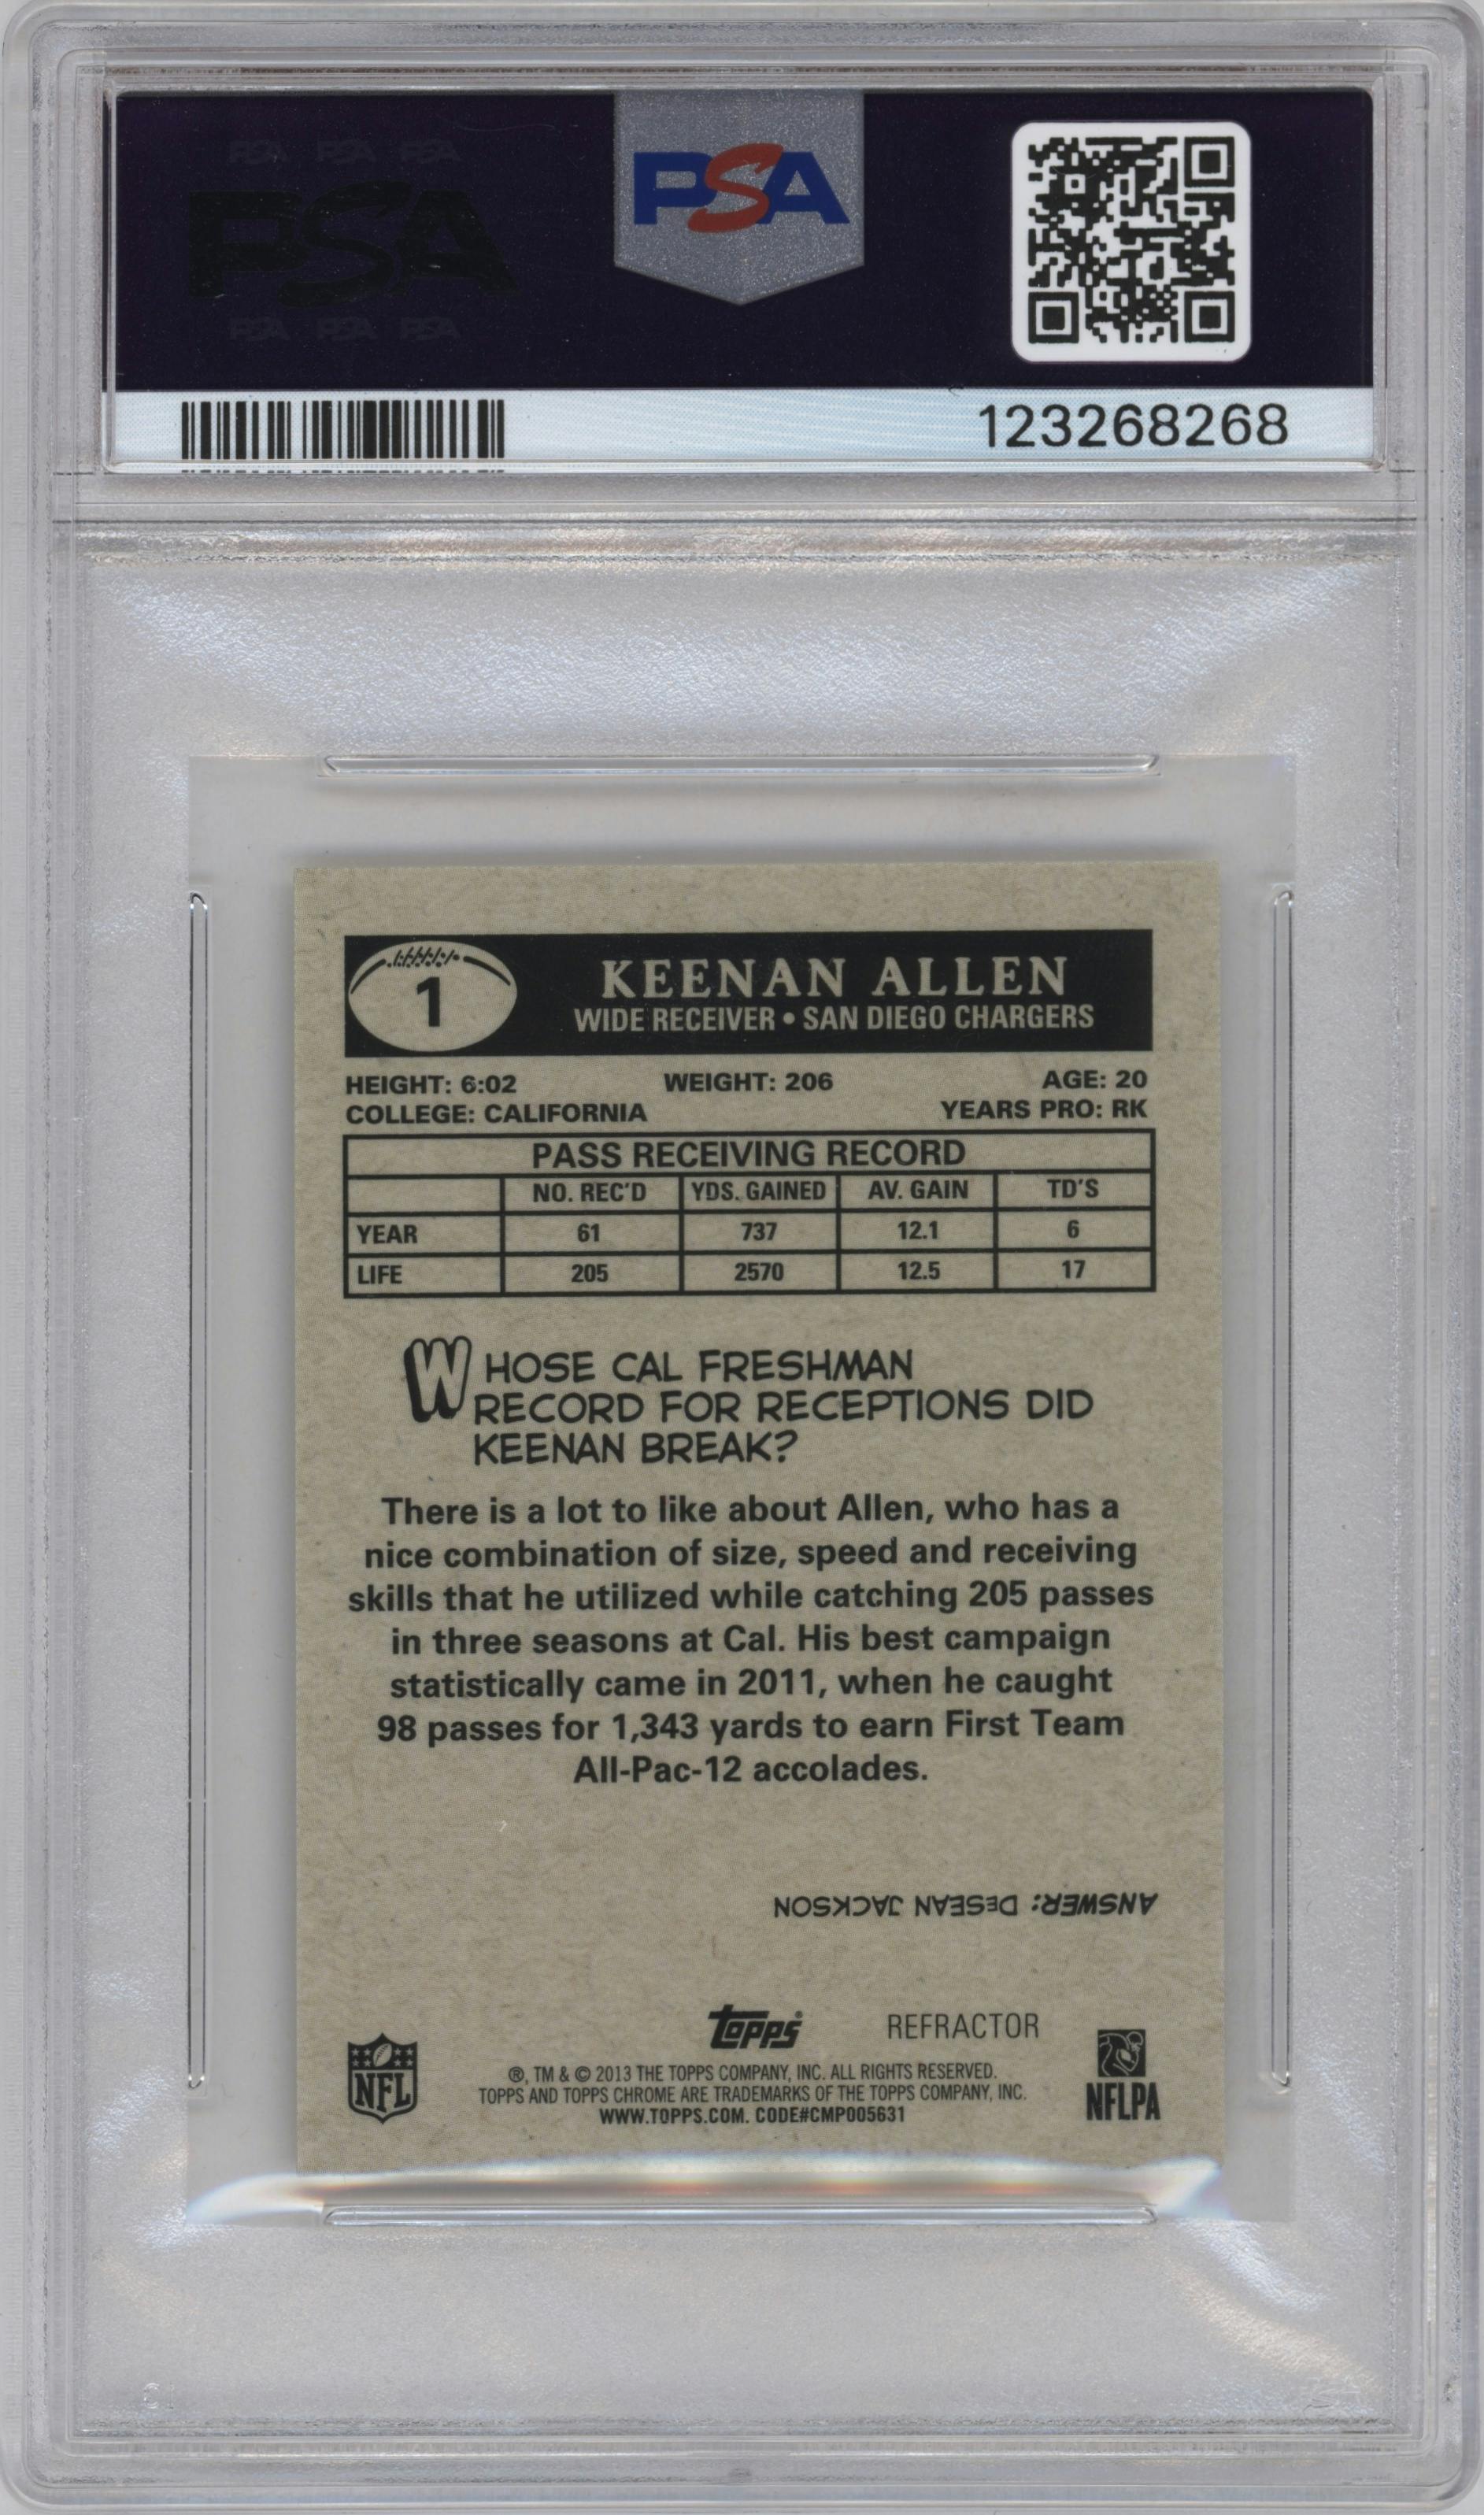 PSA PSA PSA
PSA
PSA PSA PSA
PSA
123268268
1
KEENAN ALLEN
WIDE RECEIVER • SAN DIEGO CHARGERS
HEIGHT: 6:02 WEIGHT: 206 AGE: 20
COLLEGE: CALIFORNIA YEARS PRO: RK
PASS RECEIVING RECORD
NO. REC'D YDS. GAINED AV. GAIN TD'S
YEAR 61 737 12.1 6
LIFE 205 2570 12.5 17
WHOSE CAL FRESHMAN
RECORD FOR RECEPTIONS DID
KEENAN BREAK?
There is a lot to like about Allen, who has a
nice combination of size, speed and receiving
skills that he utilized while catching 205 passes
in three seasons at Cal. His best campaign
statistically came in 2011, when he caught
98 passes for 1,343 yards to earn First Team
All-Pac-12 accolades.
ANSWER: DESEAN JACKSON
Topps REFRACTOR
®, TM & © 2013 THE TOPPS COMPANY, INC. ALL RIGHTS RESERVED.
TOPPS AND TOPPS CHROME ARE TRADEMARKS OF THE TOPPS COMPANY, INC.
WWW.TOPPS.COM. CODE#CMP005631
NFL
NFLPA